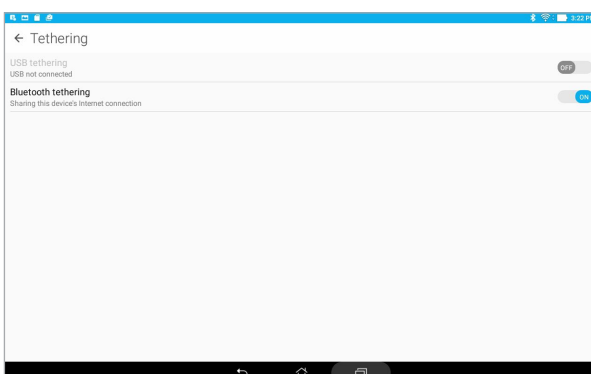 3:22 P
Tethering
USB tethering
USB not connected
OFF
Bluetooth tethering
Sharing this device's Internet connection
ON